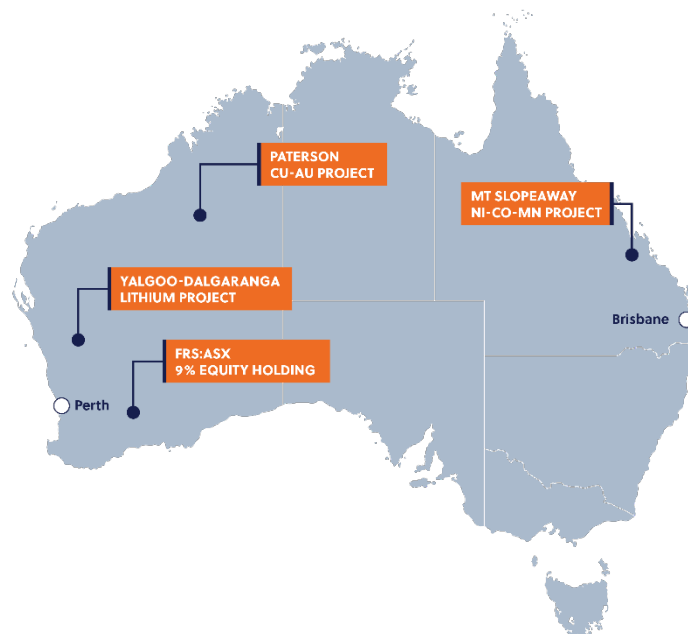 PATERSON
CU-AU PROJECT
MT SLOPEAWAY
NI-CO-MN PROJECT
YALGOO-DALGARANGA
LITHIUM PROJECT
Brisbane
FRS:ASX
9% EQUITY HOLDING
Perth